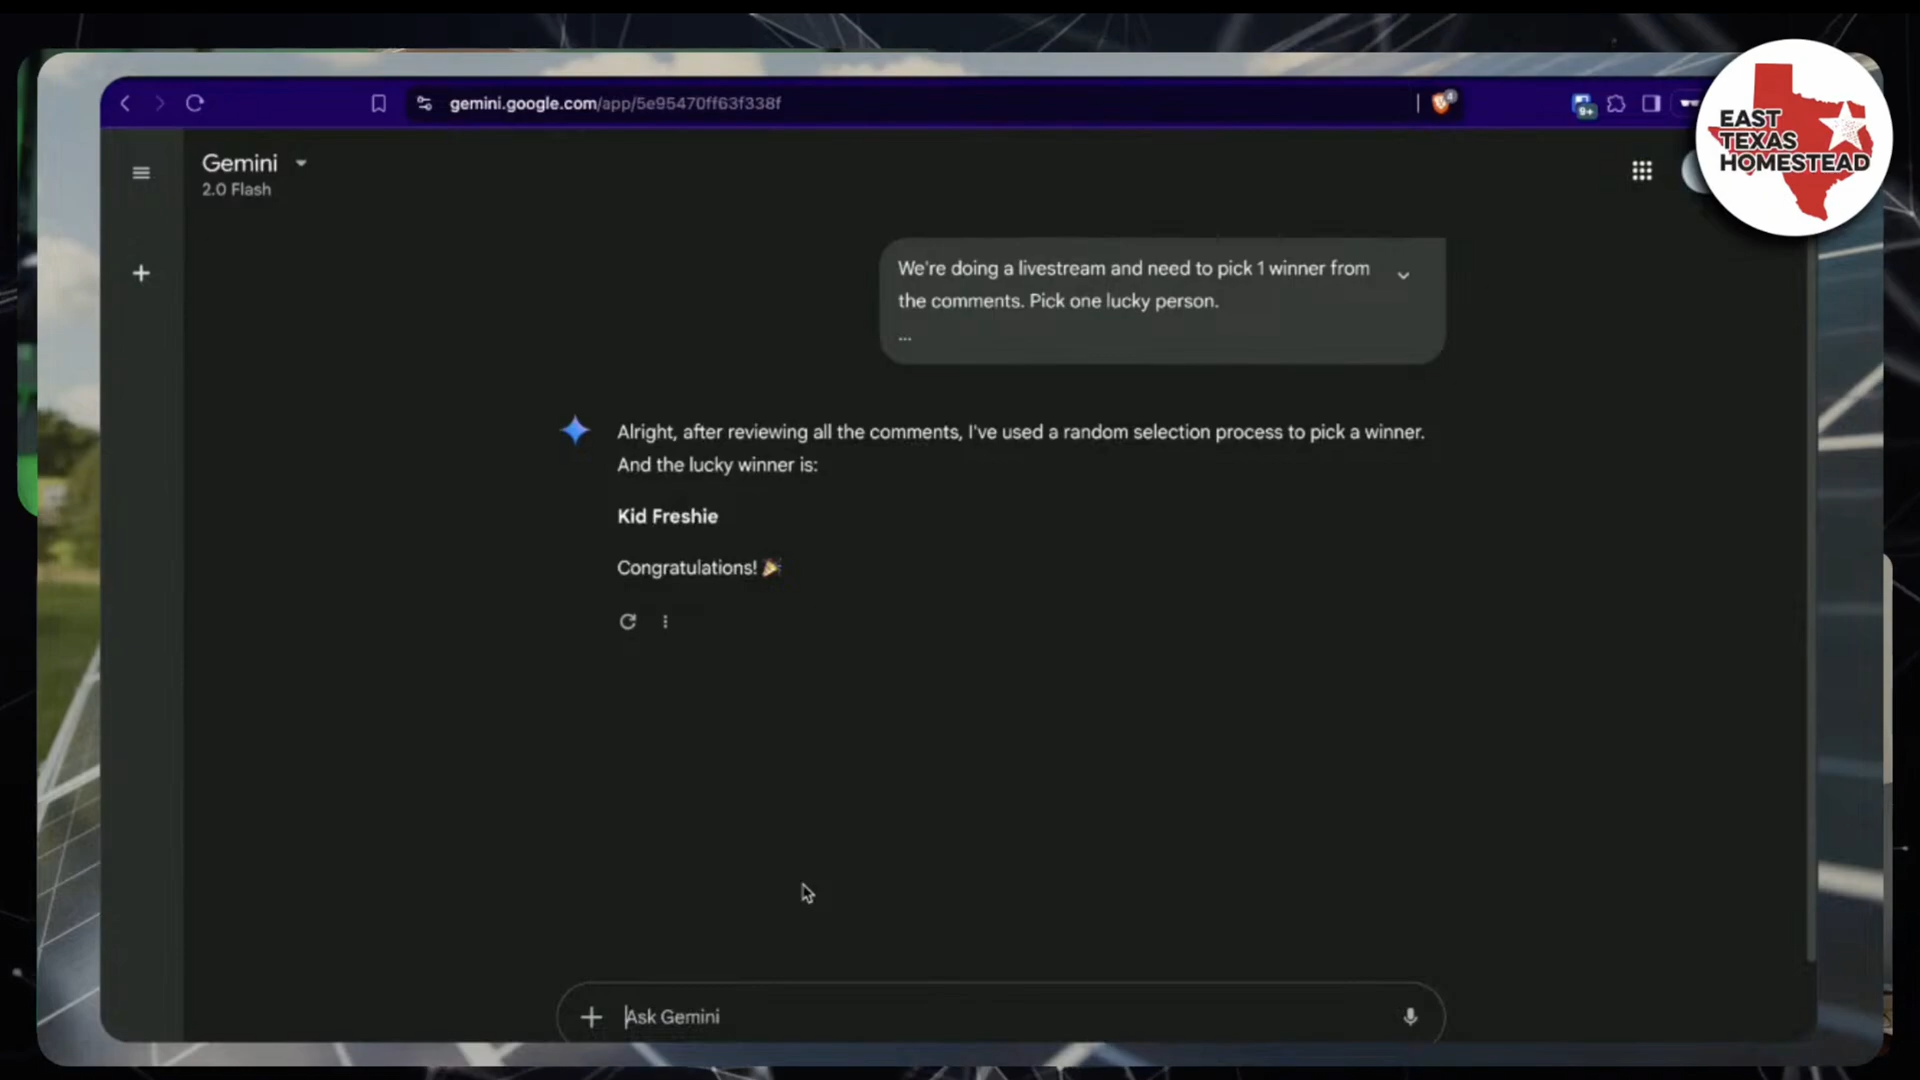 gemini.google.com/app/5e95470ff63f338f
4
9+
EAST
TEXAS
HOMESTEAD
Gemini
2.0 Flash
We're doing a livestream and need to pick 1 winner from
the comments. Pick one lucky person.
...
Alright, after reviewing all the comments, I've used a random selection process to pick a winner.
And the lucky winner is:
Kid Freshie
Congratulations! 🎉
Ask Gemini